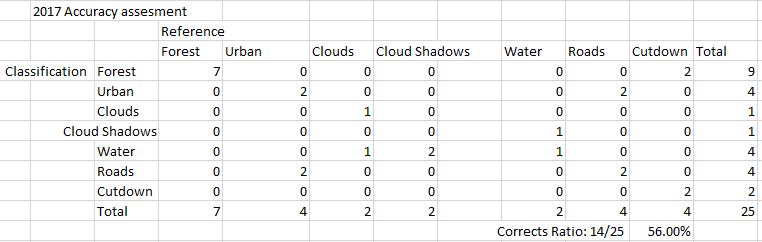 2017 Accuracy assesment
Reference
Forest Urban Clouds Cloud Shadows Water Roads Cutdown Total
Classification Forest 7 0 0 0 0 0 2 9
Urban 0 2 0 0 0 2 0 4
Clouds 0 0 1 0 0 0 0 1
Cloud Shadows 0 0 0 0 1 0 0 1
Water 0 0 1 2 1 0 0 4
Roads 0 2 0 0 0 2 0 4
Cutdown 0 0 0 0 0 0 2 2
Total 7 4 2 2 2 4 4 25
Corrects Ratio: 14/25 56.00%